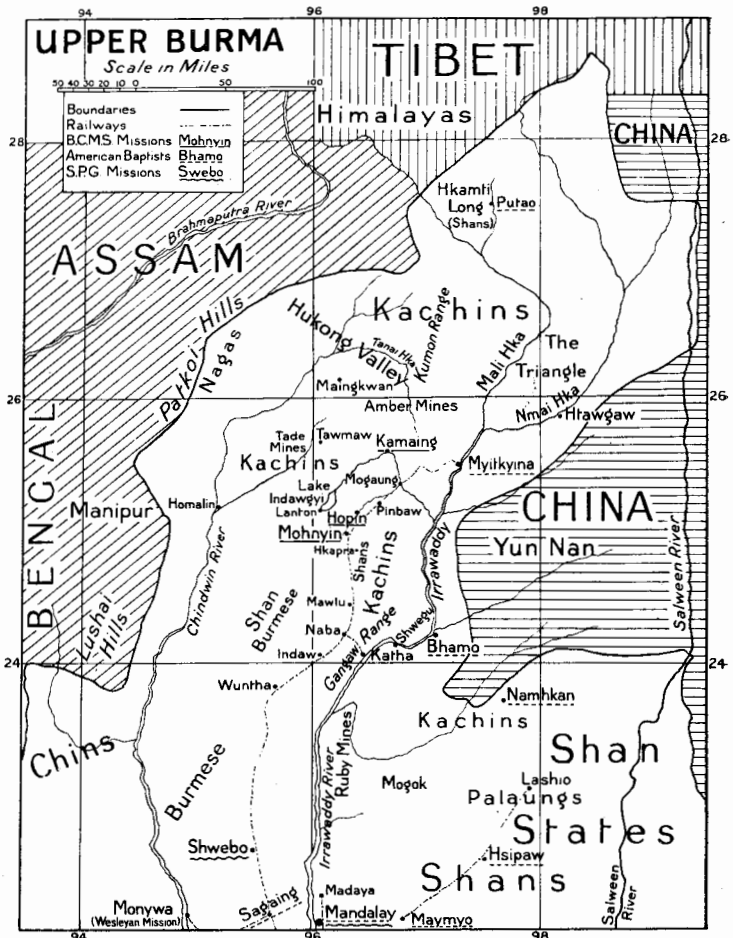 UPPER BURMA
Scale in Miles
50 40 30 20 10 0 50 100
Boundaries
Railways
B.C.M.S. Missions Mohnyin
American Baptists Bhamo
S.P.G. Missions Swebo
TIBET
Himalayas
CHINA
28
28
Hkamti
Long
(Shans)
Putao
Brahmaputra River
ASSAM
Patkoi Hills
Nagas
Kachins
Hukong Valley
Tanai Hka
Kumon Range
Mali Hka
The
Triangle
Nmai Hka
Htawgaw
Maingkwan
Amber Mines
26
26
BENGAL
Tade
Mines
Tawmaw
Kamaing
Kachins
Myitkyina
Lake
Indawgyi
Mogaung
Lanton
Hopin
Pinbaw
Mohnyin
Hkapra
Shans
Kachins
Manipur
Homalin
Chindwin River
CHINA
Yun Nan
Salween River
Irrawaddy
Shan
Burmese
Mawlu
Naba
Indaw
Gangaw Range
Katha
Shwegu
Bhamo
Lushai
Hills
24
24
Wuntha
Namhkan
Kachins
Chins
Burmese
Irrawaddy River
Ruby Mines
Mogok
Shan
States
Lashio
Palaungs
Hsipaw
Shans
Shwebo
Salween
River
Monywa
(Wesleyan Mission)
Sagaing
Madaya
Mandalay
Maymyo
94
96
98
94
96
98